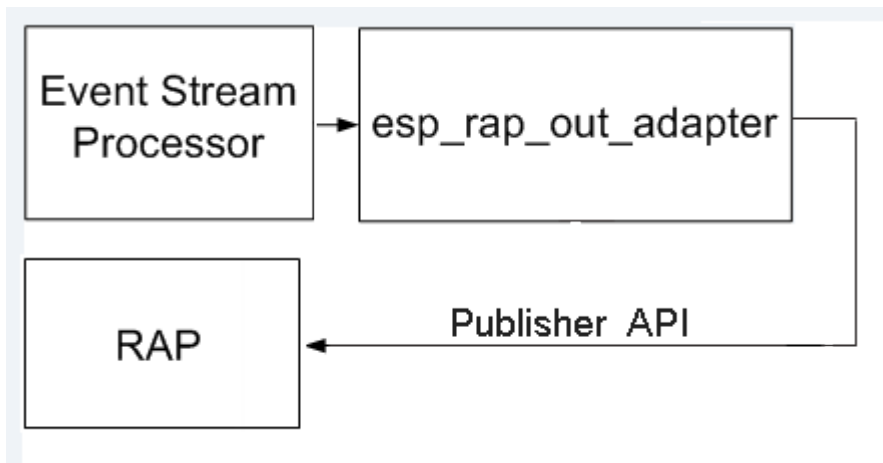 Event Stream
Processor
esp_rap_out_adapter
Publisher API
RAP